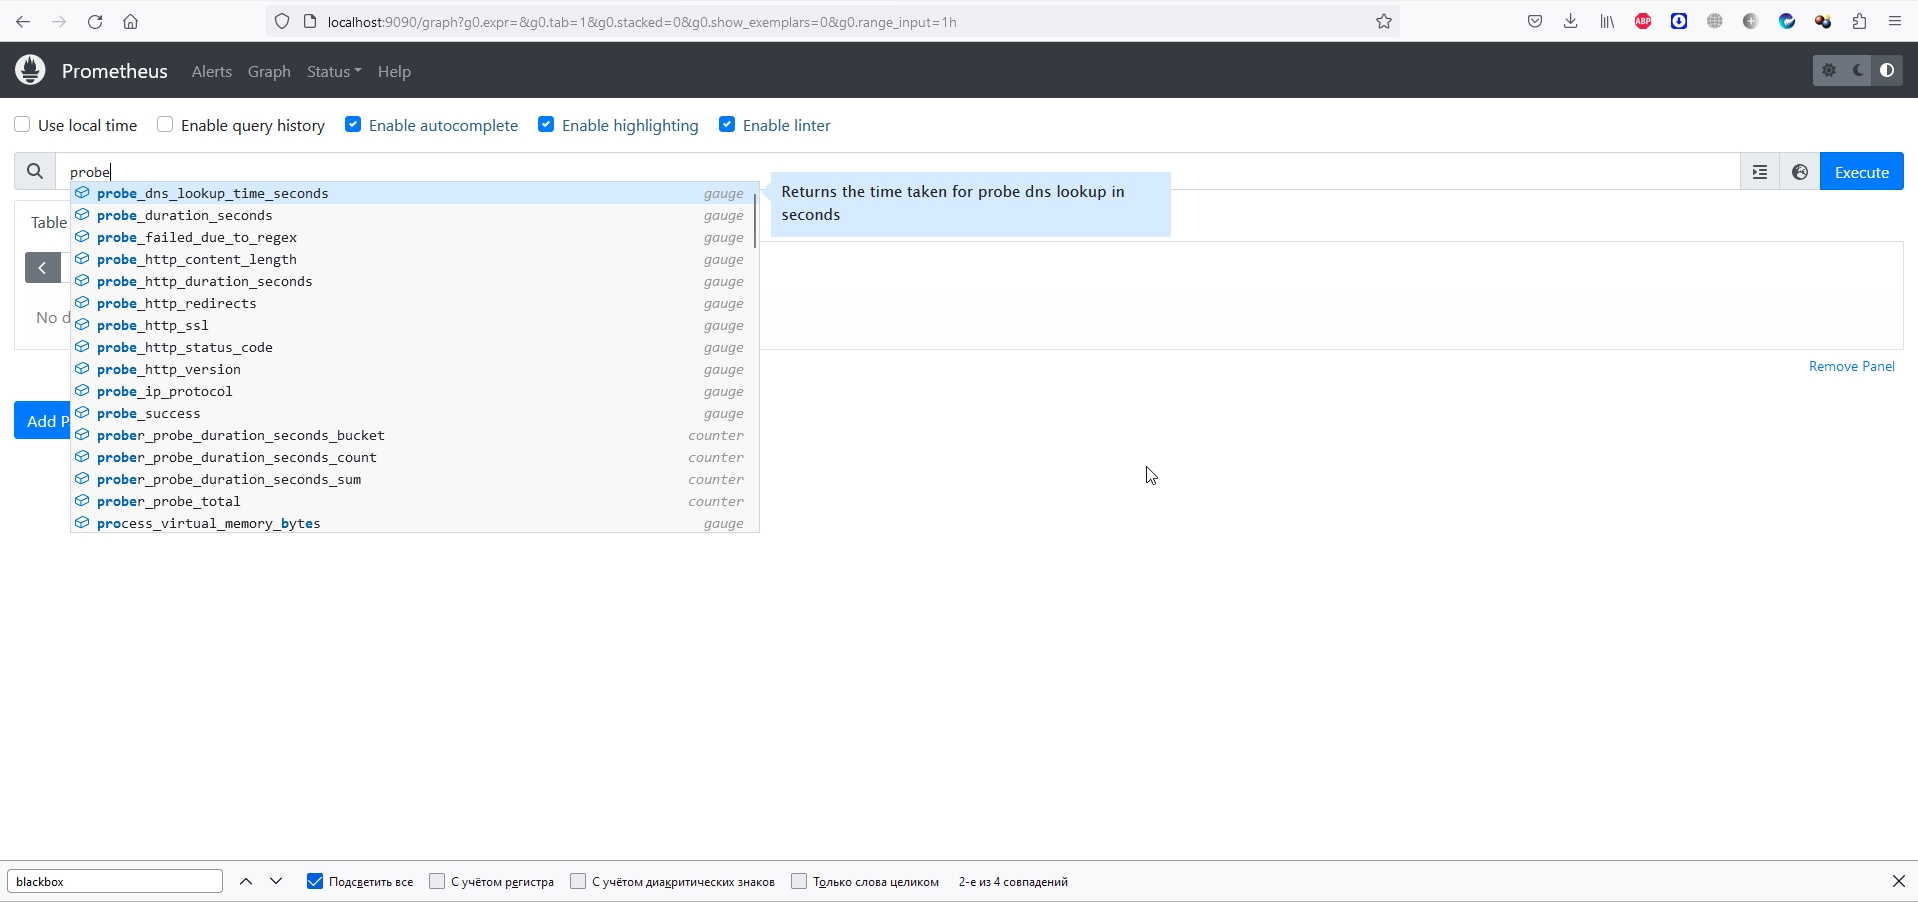 localhost:9090/graph?g0.expr=&g0.tab=1&g0.stacked=0&g0.show_exemplars=0&g0.range_input=1h
ABP
Prometheus Alerts Graph Status Help
Use local time Enable query history Enable autocomplete Enable highlighting Enable linter
probe Execute
probe_dns_lookup_time_seconds gauge
Returns the time taken for probe dns lookup in
seconds
Table
probe_duration_seconds gauge
probe_failed_due_to_regex gauge
probe_http_content_length gauge
probe_http_duration_seconds gauge
probe_http_redirects gauge
No d
probe_http_ssl gauge
probe_http_status_code gauge
probe_http_version gauge
Remove Panel
probe_ip_protocol gauge
probe_success gauge
Add P
prober_probe_duration_seconds_bucket counter
prober_probe_duration_seconds_count counter
prober_probe_duration_seconds_sum counter
prober_probe_total counter
process_virtual_memory_bytes gauge
blackbox Подсветить все С учётом регистра С учётом диакритических знаков Только слова целиком 2-е из 4 совпадений